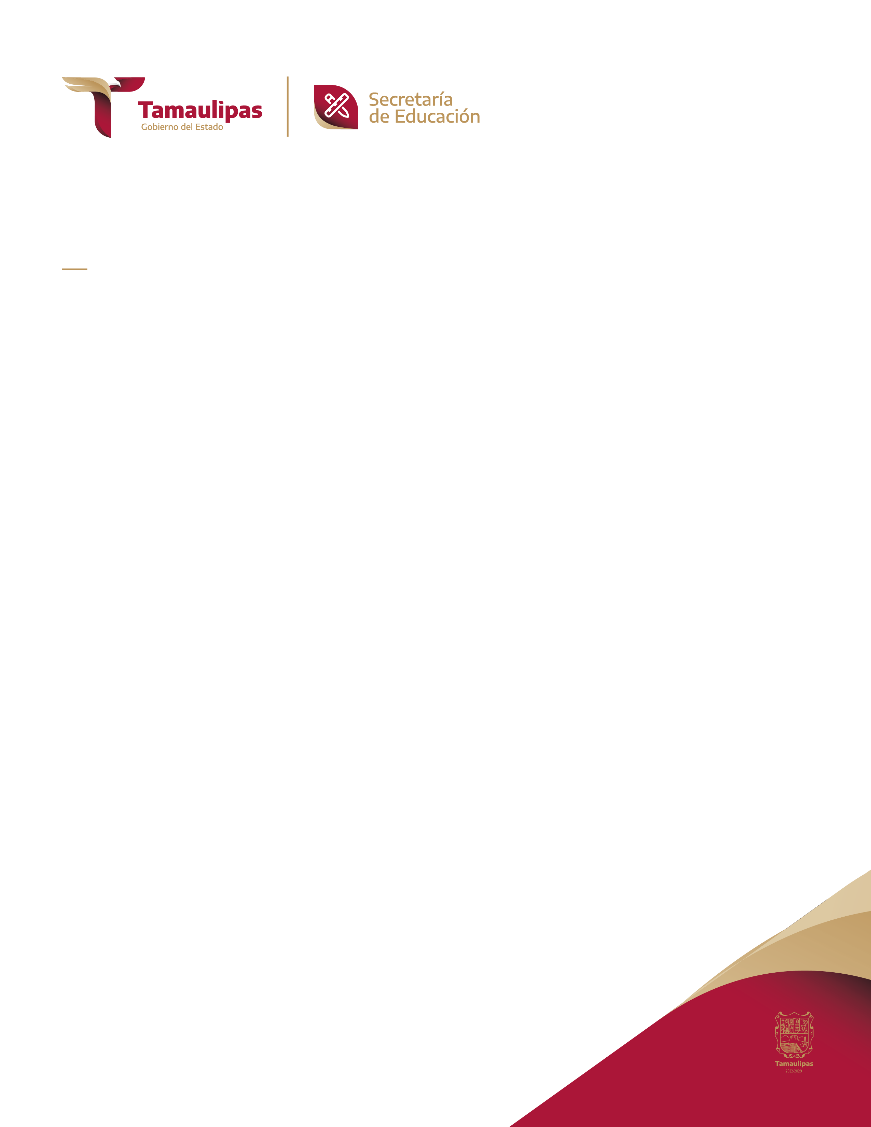 Tamaulipas
Gobierno del Estado
Secretaría
de Educación
Tamaulipas